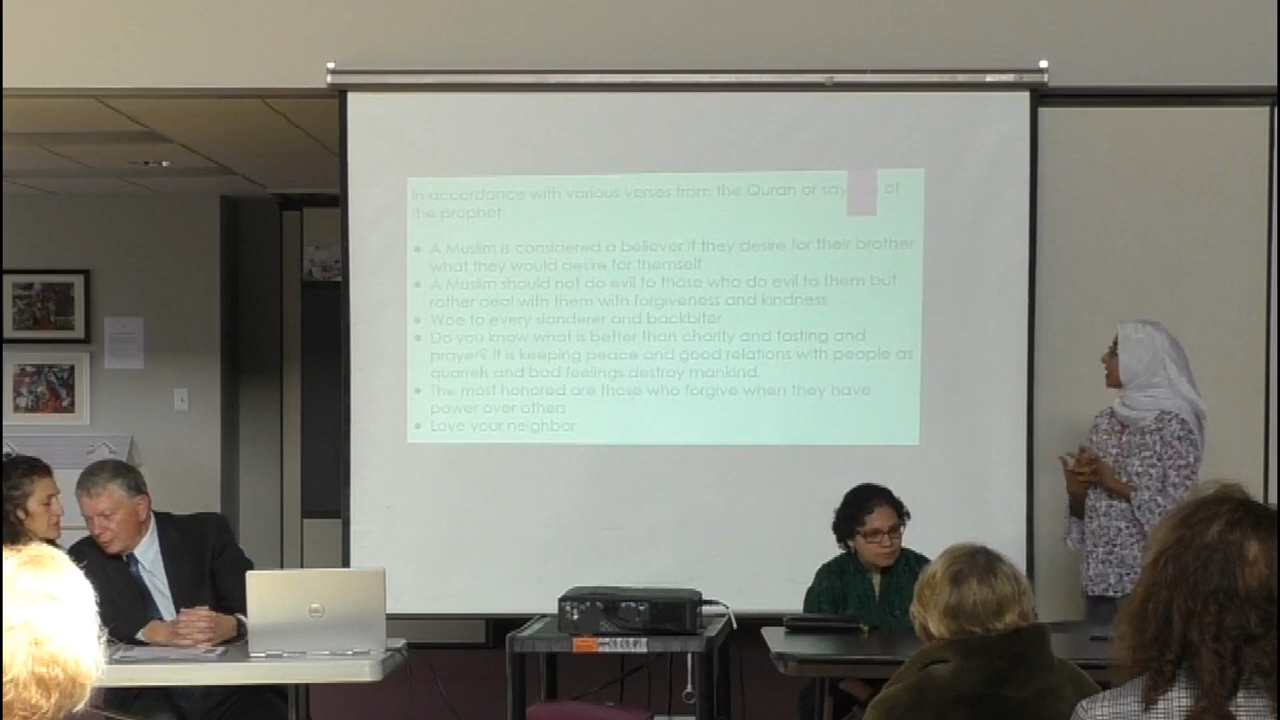 In accordance with various verses from the Quran or say of
the prophet:
• A Muslim is considered a believer if they desire for their brother
what they would desire for themself
• A Muslim should not do evil to those who do evil to them but
rather deal with them with forgiveness and kindness
• Woe to every slanderer and backbiter
• Do you know what is better than charity and fasting and
prayer? It is keeping peace and good relations with people as
quarrels and bad feelings destroy mankind.
• The most honored are those who forgive when they have
power over others
• Love your neighbor